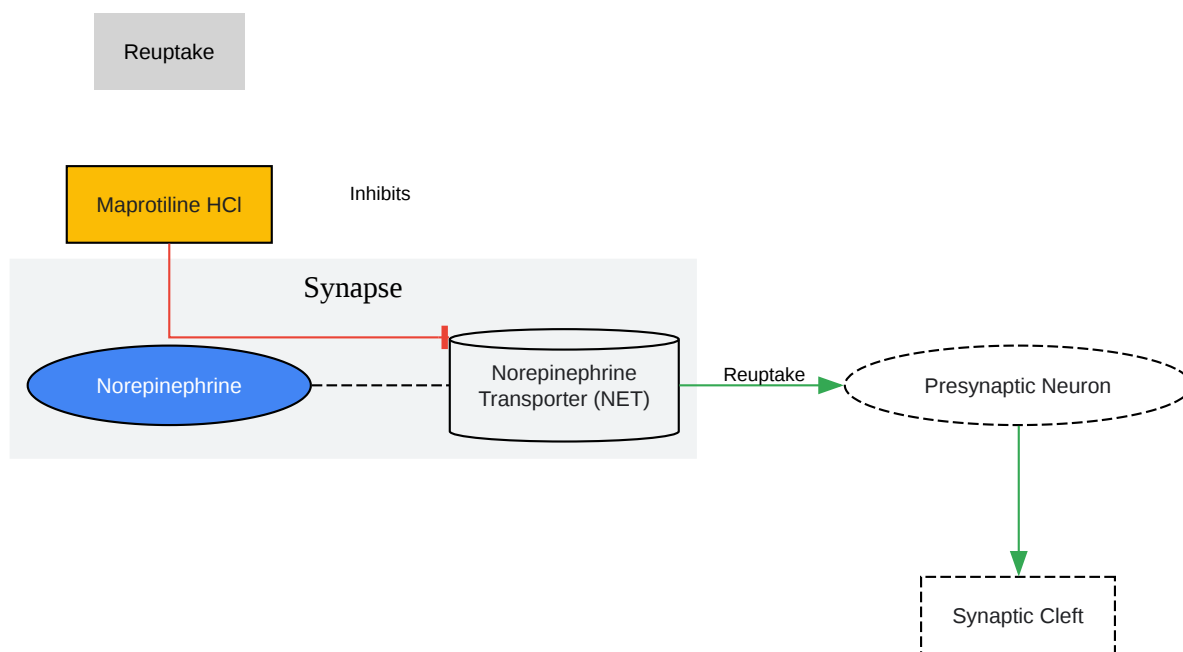 Reuptake
Maprotiline HCl
Inhibits
Synapse
Norepinephrine
Norepinephrine
Transporter (NET)
Reuptake
Presynaptic Neuron
Synaptic Cleft